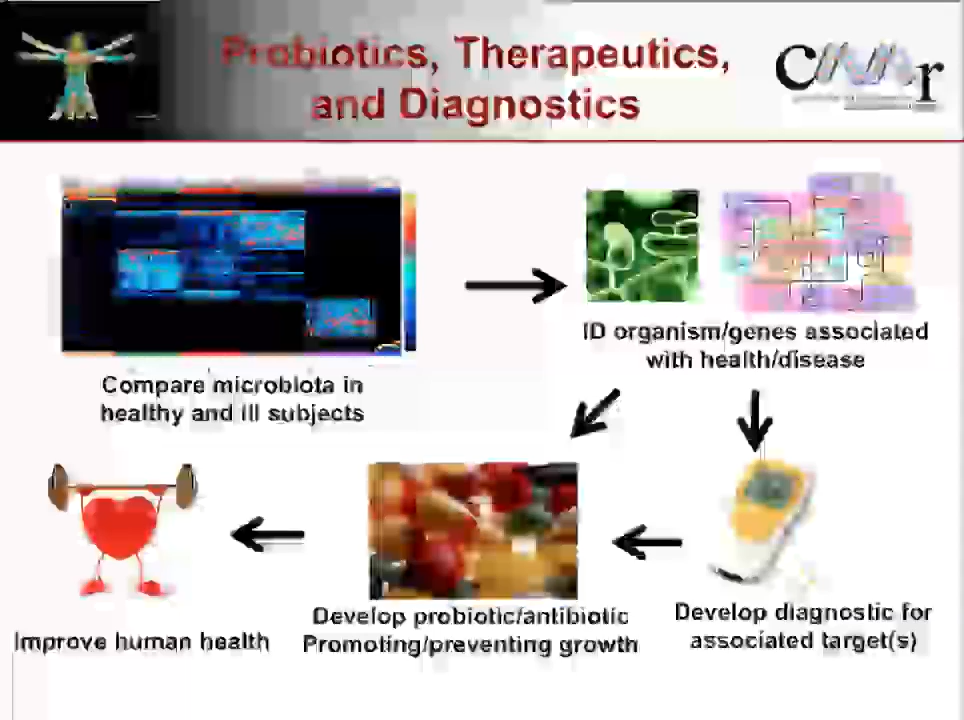 Probiotics, Therapeutics,
and Diagnostics
Compare microbiota in
healthy and ill subjects
ID organism/genes associated
with health/disease
Develop diagnostic for
associated target(s)
Develop probiotic/antibiotic
Promoting/preventing growth
Improve human health